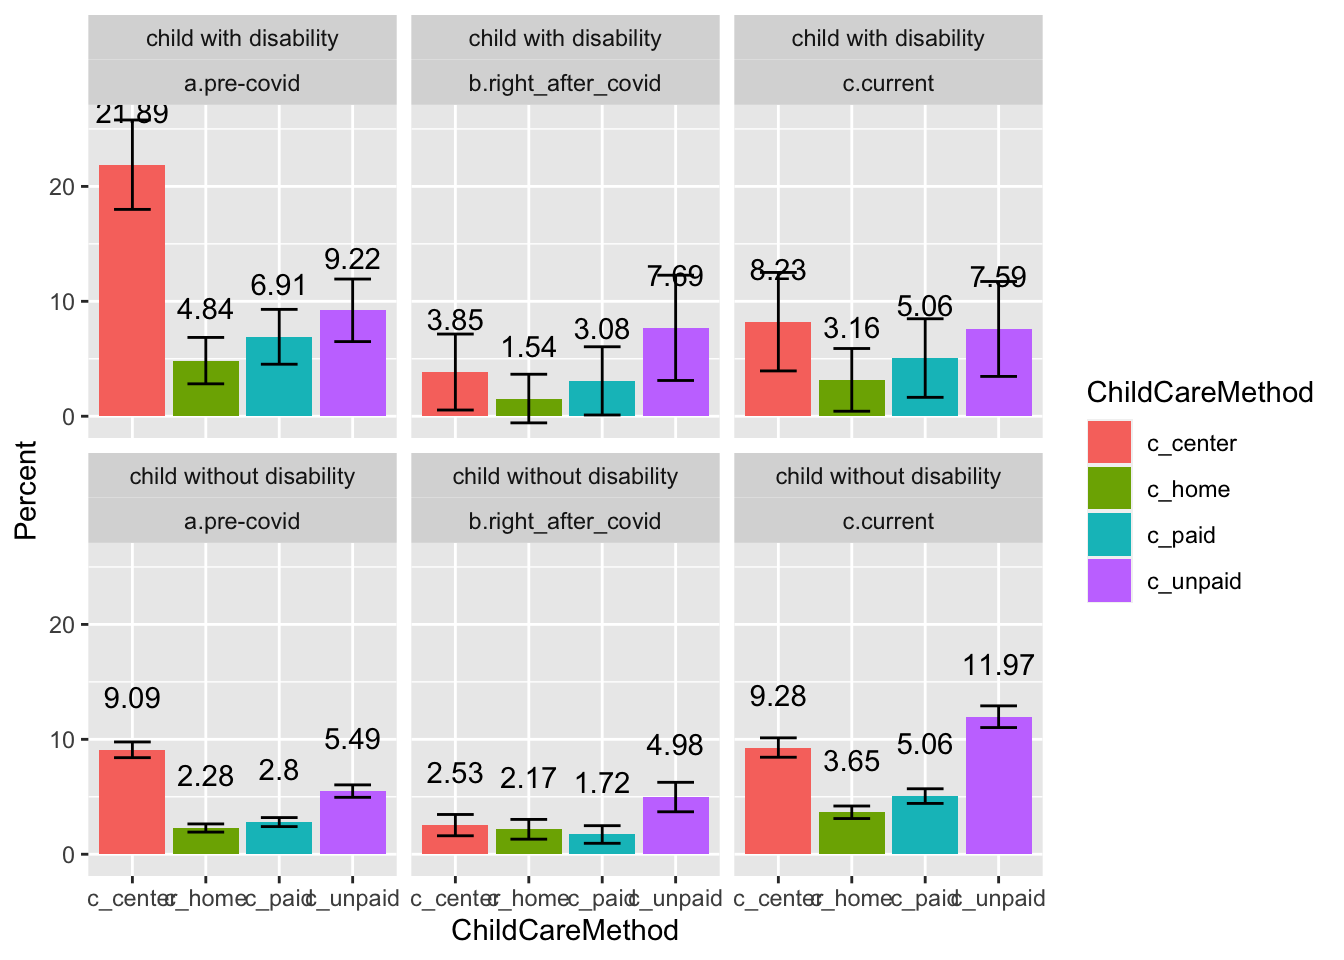 child with disability
a.pre-covid
child with disability
b.right_after_covid
child with disability
c.current
21.89
4.84
6.91
9.22
3.85
1.54
3.08
7.69
8.23
3.16
5.06
7.59
20
10
0
child without disability
a.pre-covid
child without disability
b.right_after_covid
child without disability
c.current
9.09
2.28
2.8
5.49
2.53
2.17
1.72
4.98
9.28
3.65
5.06
11.97
20
10
0
c_center c_home c_paid c_unpaid
c_center c_home c_paid c_unpaid
c_center c_home c_paid c_unpaid
ChildCareMethod
Percent
ChildCareMethod
c_center
c_home
c_paid
c_unpaid